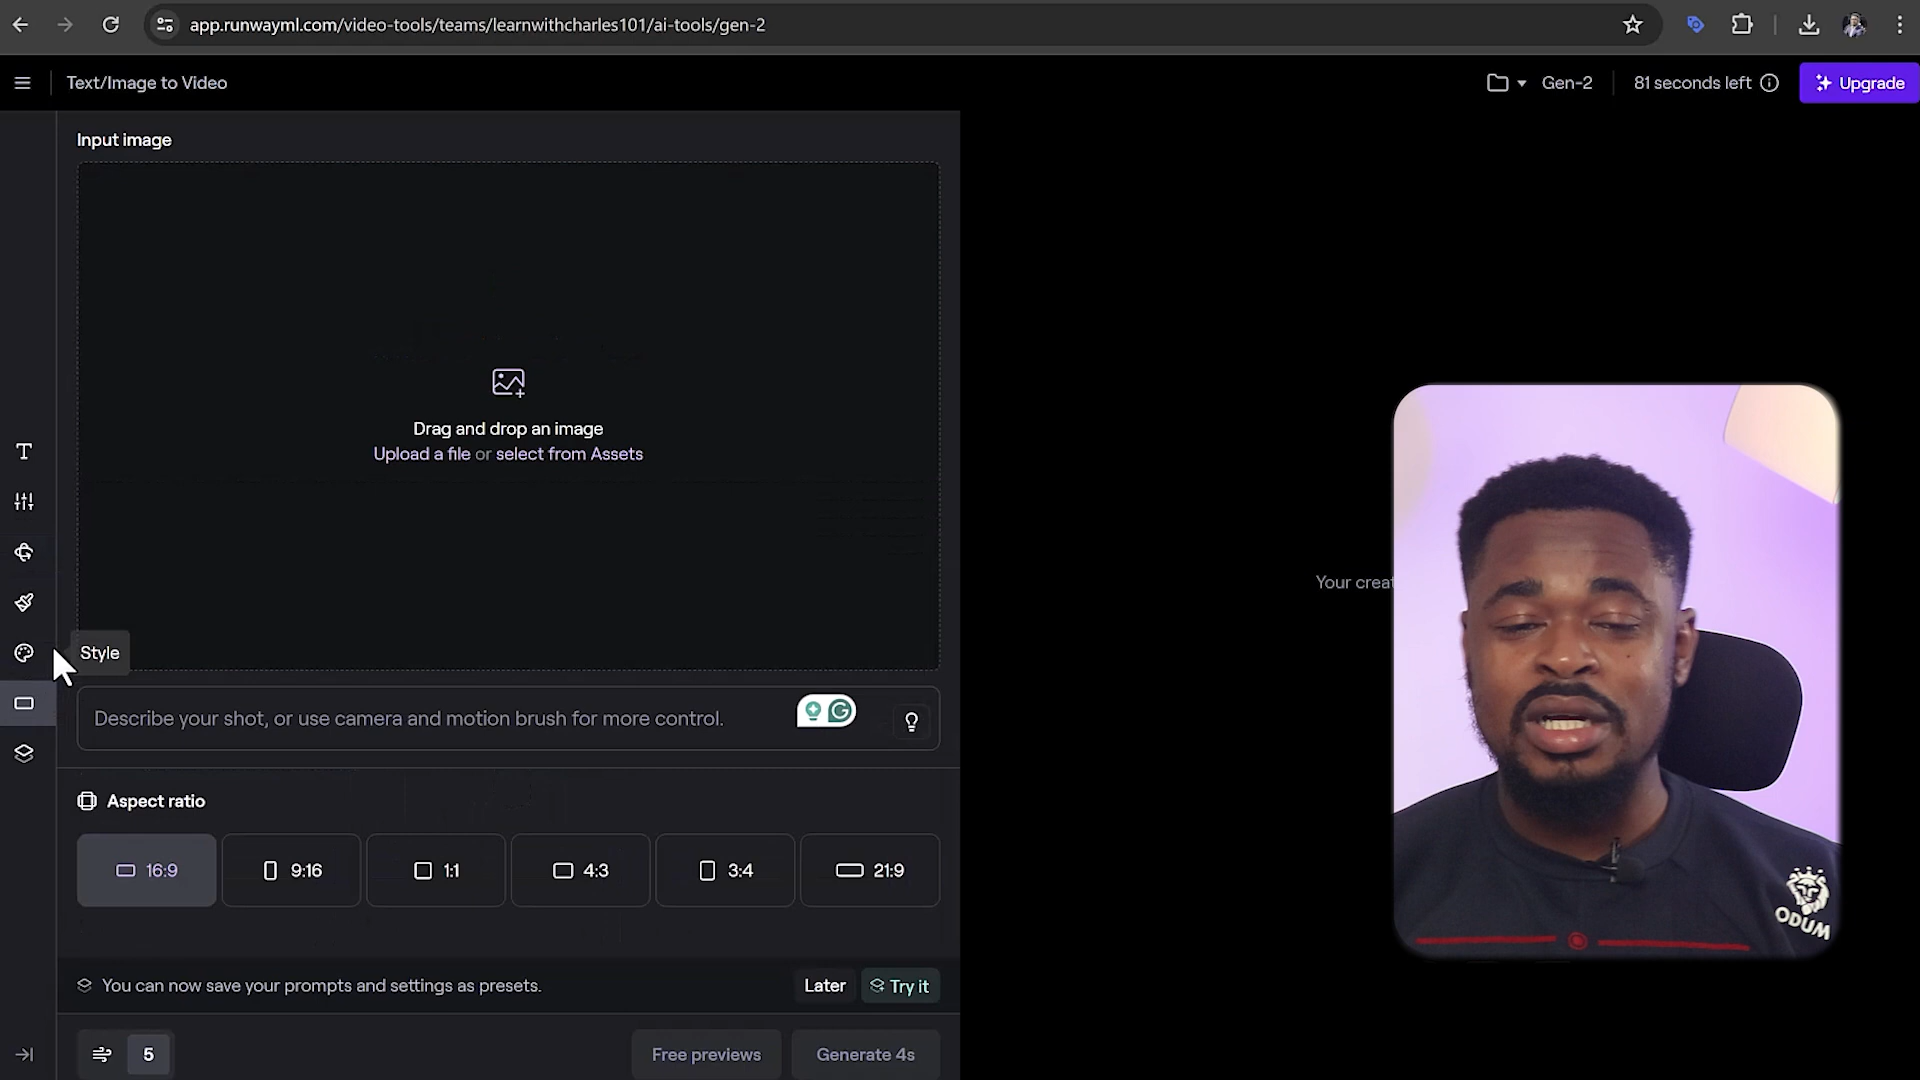 app.runwayml.com/video-tools/teams/learnwithcharles101/ai-tools/gen-2
Text/Image to Video
Gen-2
81 seconds left
Upgrade
Input image
Drag and drop an image
Upload a file or select from Assets
Your creat
Style
Describe your shot, or use camera and motion brush for more control.
Aspect ratio
16:9
9:16
1:1
4:3
3:4
21:9
ODUM
You can now save your prompts and settings as presets.
Later
Try it
5
Free previews
Generate 4s